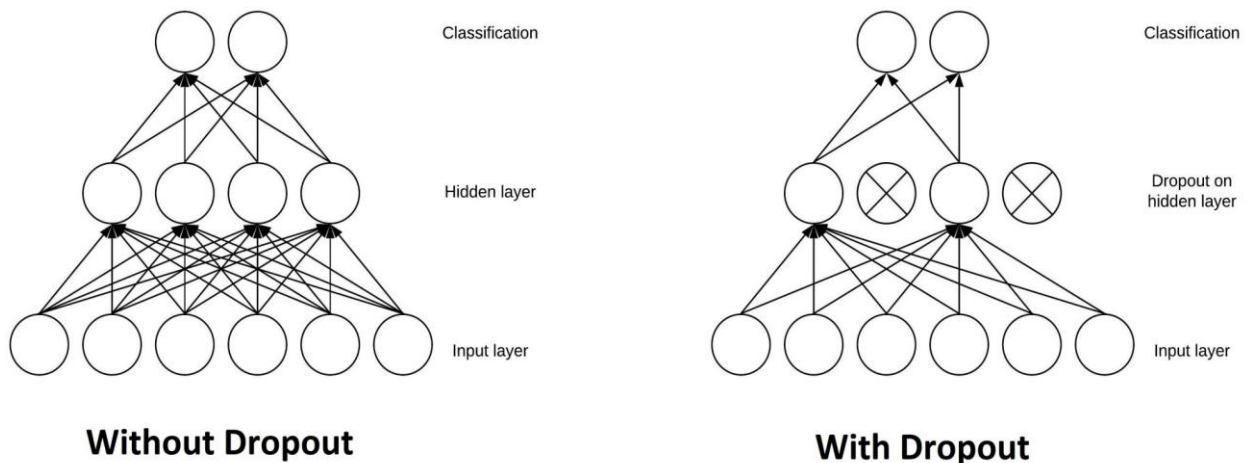 Classification
Hidden layer
Input layer
Without Dropout
Classification
Dropout on
hidden layer
Input layer
With Dropout